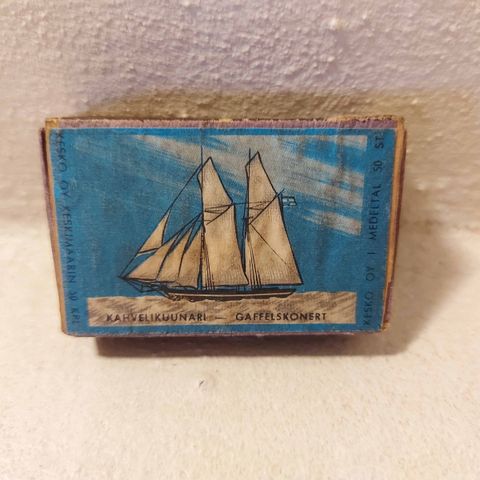 KESKO OY KESKIMÄÄRIN 50 KPL
KAHVELIKUUNARI — GAFFELSKONERT
KESKO OY I MEDELTAL 50 ST